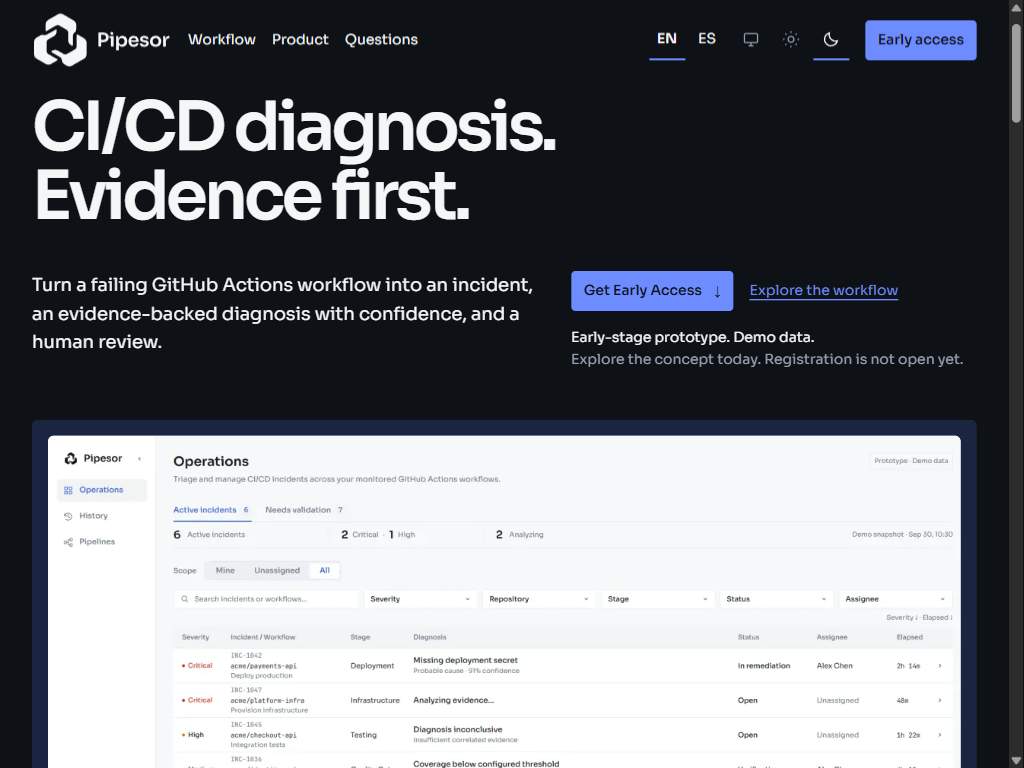 Pipesor Workflow Product Questions EN ES Early access
CI/CD diagnosis.
Evidence first.
Turn a failing GitHub Actions workflow into an incident,
an evidence-backed diagnosis with confidence, and a
human review.
Get Early Access ↓ Explore the workflow
Early-stage prototype. Demo data.
Explore the concept today. Registration is not open yet.
Pipesor
Operations
History
Pipelines
Operations
Prototype · Demo data
Triage and manage CI/CD incidents across your monitored GitHub Actions workflows.
Active incidents 6 Needs validation 7
6 Active incidents 2 Critical · 1 High 2 Analyzing Demo snapshot · Sep 30, 10:30
Scope Mine Unassigned All
Search incidents or workflows... Severity Repository Stage Status Assignee
Severity ↓ · Elapsed ↓
Severity Incident / Workflow Stage Diagnosis Status Assignee Elapsed
INC-1042
Critical acme/payments-api Deployment Missing deployment secret In remediation Alex Chen 2h 14m
Deploy production Probable cause · 91% confidence
INC-1047
Critical acme/platform-infra Infrastructure Analyzing evidence... Open Unassigned 48m
Provision infrastructure
INC-1045
High acme/checkout-api Testing Diagnosis inconclusive Open Unassigned 1h 22m
Integration tests Insufficient correlated evidence
INC-1036
Coverage below configured threshold